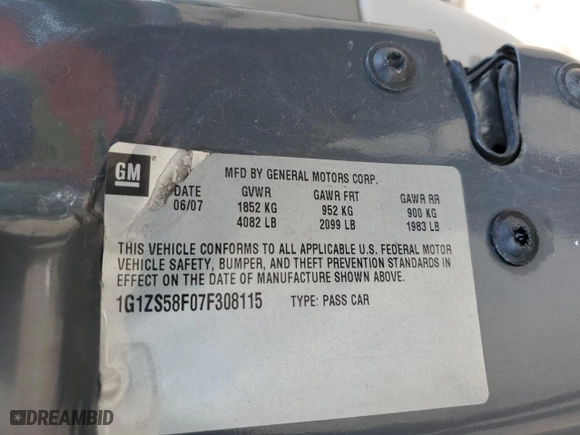 GM
MFD BY GENERAL MOTORS CORP.
DATE GVWR GAWR FRT GAWR RR
06/07 1852 KG 952 KG 900 KG
4082 LB 2099 LB 1983 LB
THIS VEHICLE CONFORMS TO ALL APPLICABLE U.S. FEDERAL MOTOR
VEHICLE SAFETY, BUMPER, AND THEFT PREVENTION STANDARDS IN
EFFECT ON THE DATE OF MANUFACTURE SHOWN ABOVE.
1G1ZS58F07F308115 TYPE: PASS CAR
DREAMBID